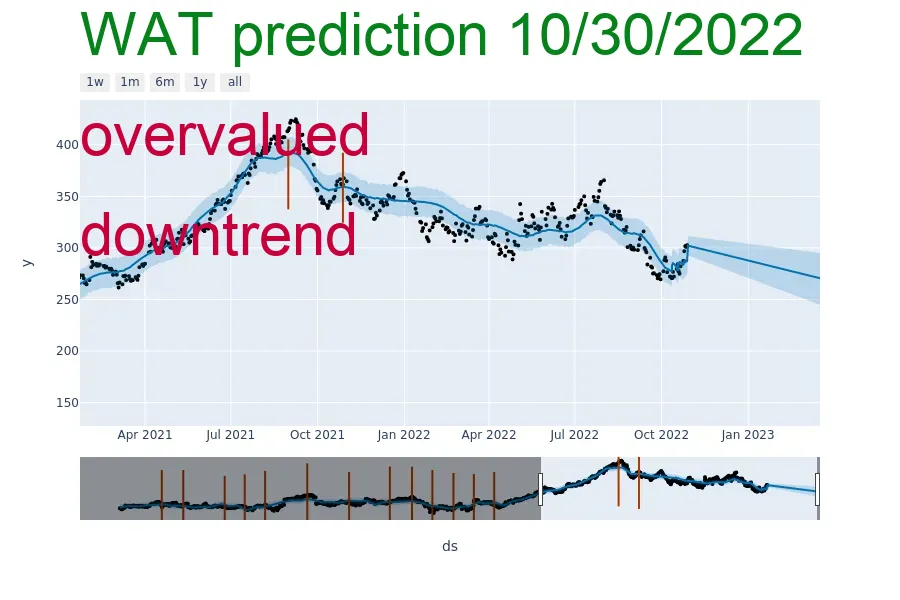 WAT prediction 10/30/2022
1w 1m 6m 1y all
overvalued
downtrend
400
350
300
250
200
150
y
Apr 2021 Jul 2021 Oct 2021 Jan 2022 Apr 2022 Jul 2022 Oct 2022 Jan 2023
ds